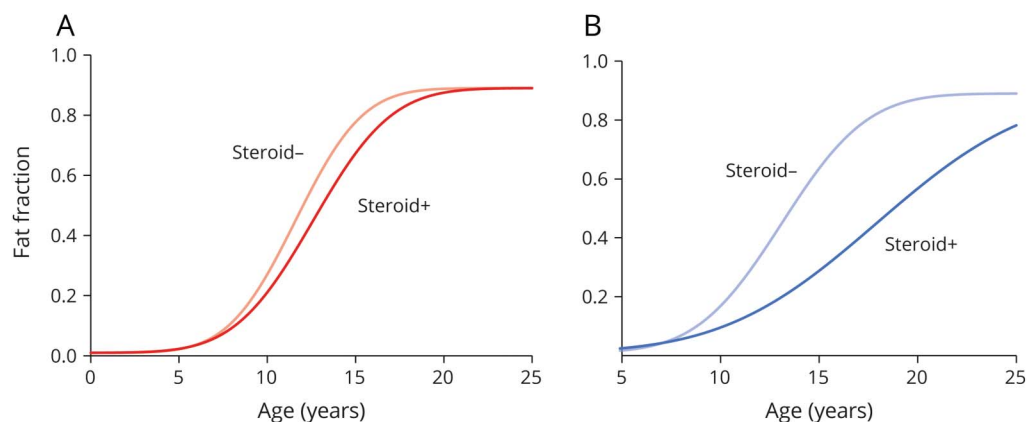 A
1.0
0.8
0.6
0.4
0.2
0.0
Fat fraction
Steroid–
Steroid+
0 5 10 15 20 25
Age (years)
B
1.0
0.8
0.6
0.4
0.2
Steroid–
Steroid+
5 10 15 20 25
Age (years)